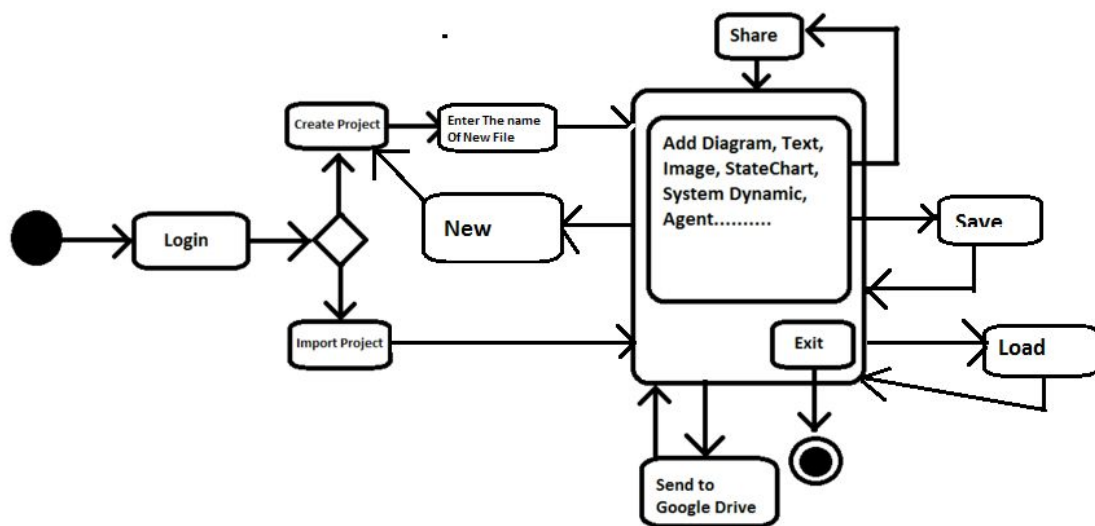 Share
Create Project
Enter The name
Of New File
Add Diagram, Text,
Image, StateChart,
System Dynamic,
Agent..........
New
Login
Save
Import Project
Exit
Load
Send to
Google Drive